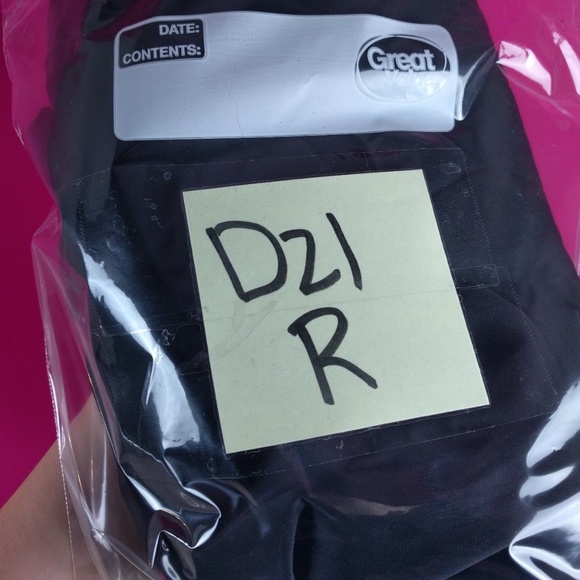 DATE:
CONTENTS:
Great
D21
R